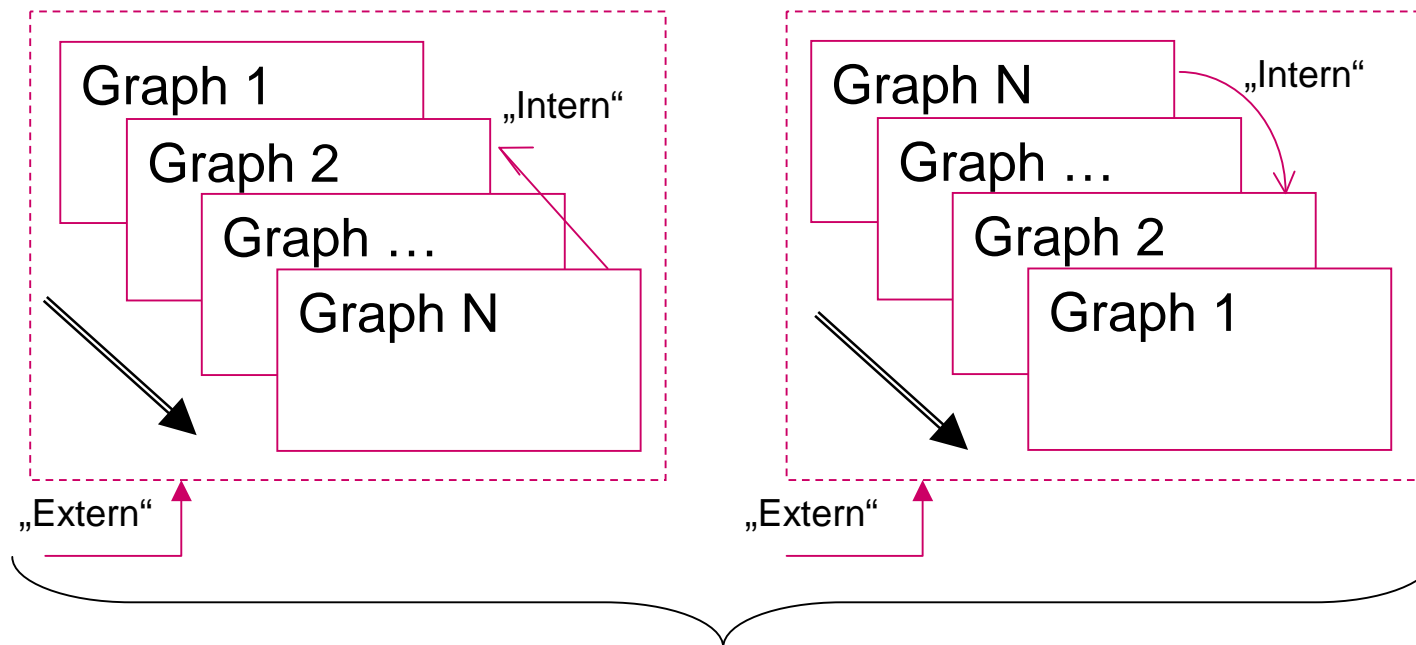 Graph 1
„Intern“
Graph 2
Graph …
Graph N
„Extern“
Graph N
„Intern“
Graph …
Graph 2
Graph 1
„Extern“